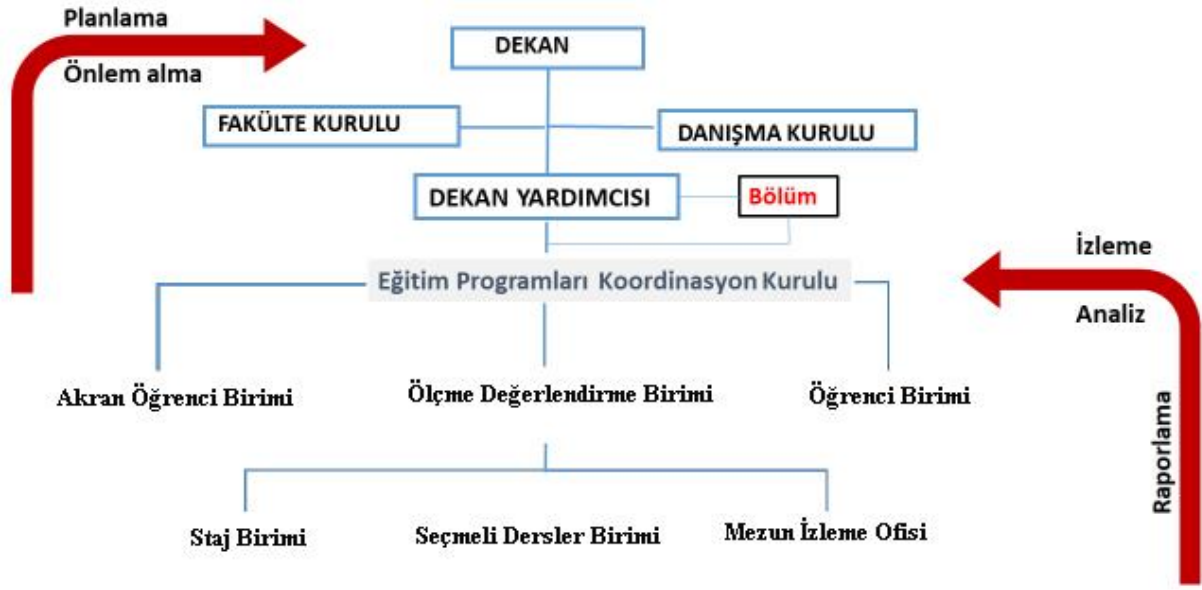 Planlama
Önlem alma
DEKAN
FAKÜLTE KURULU
DANIŞMA KURULU
DEKAN YARDIMCISI
Bölüm
İzleme
Analiz
Raporlama
Eğitim Programları Koordinasyon Kurulu
Akran Öğrenci Birimi
Ölçme Değerlendirme Birimi
Öğrenci Birimi
Staj Birimi
Seçmeli Dersler Birimi
Mezun İzleme Ofisi